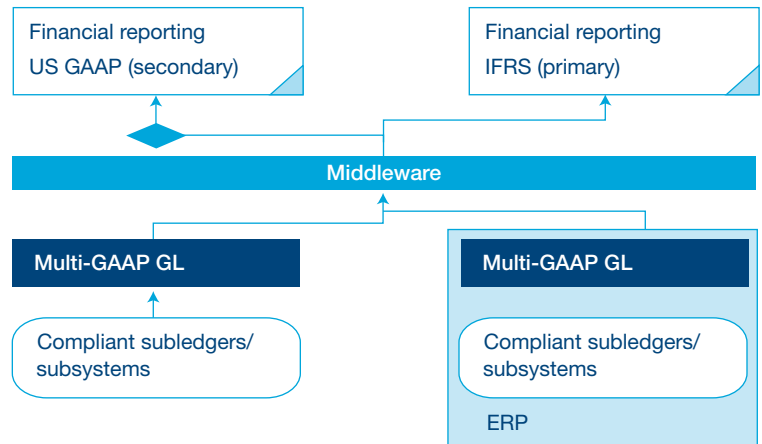 Financial reporting
US GAAP (secondary)
Financial reporting
IFRS (primary)
Middleware
Multi-GAAP GL
Multi-GAAP GL
Compliant subledgers/
subsystems
Compliant subledgers/
subsystems
ERP